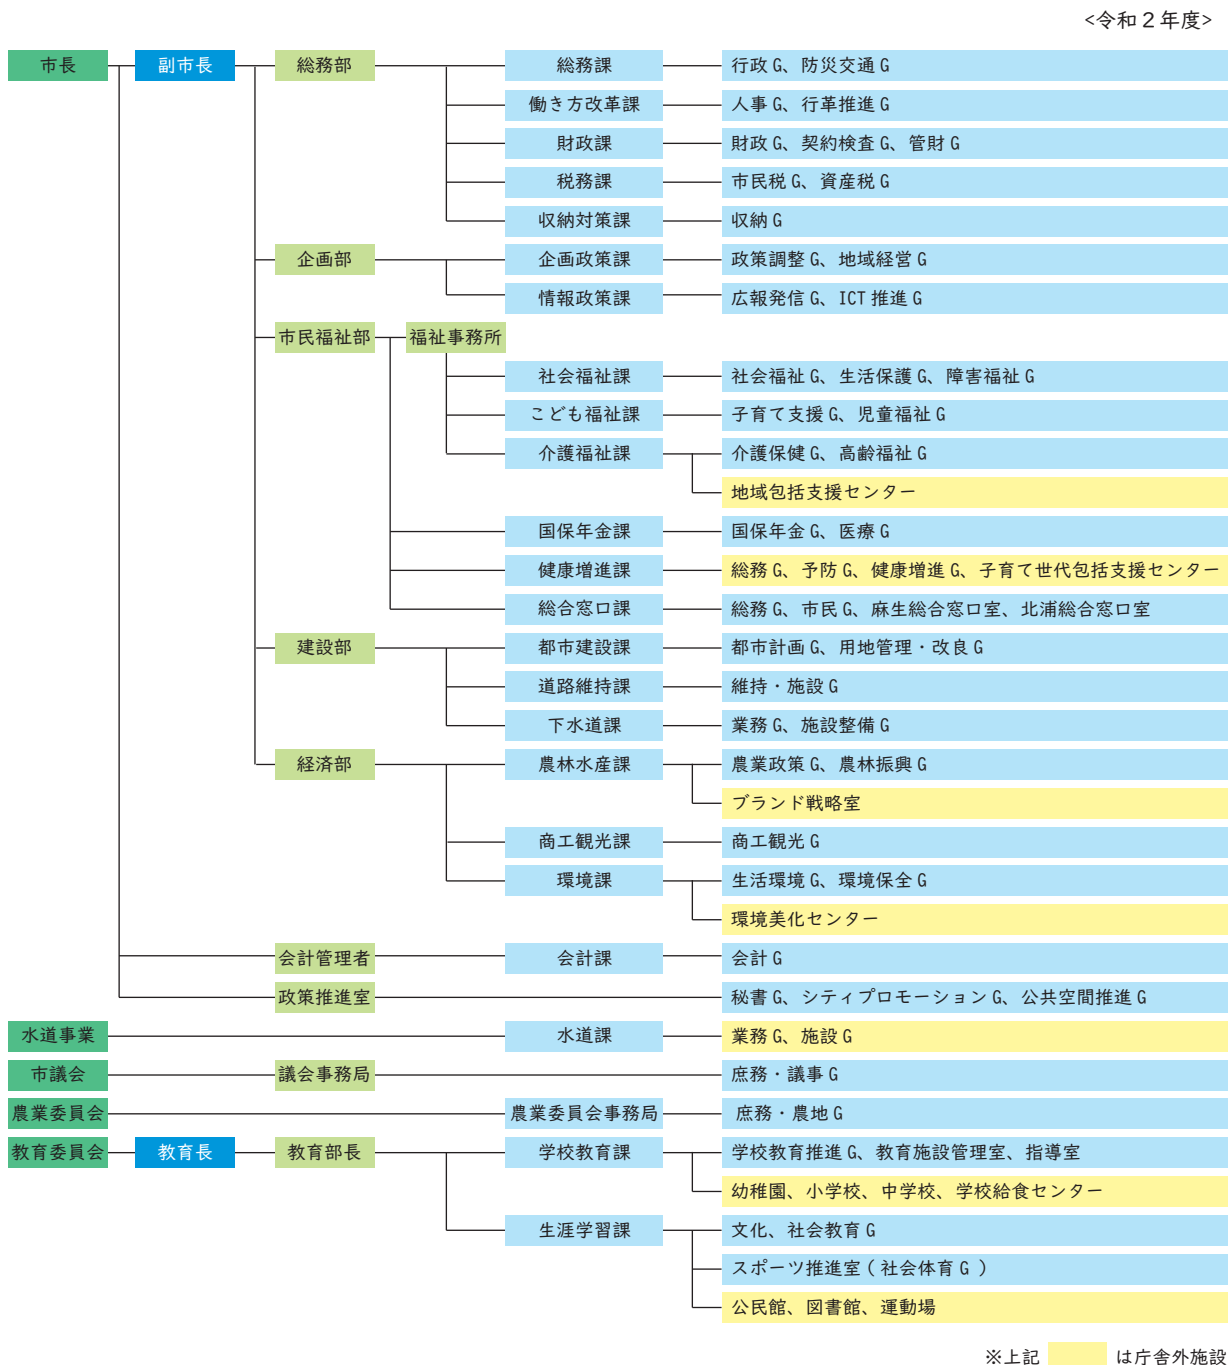 <令和２年度>
市長 副市長 総務部 総務課 行政 G、防災交通 G
働き方改革課 人事 G、行革推進 G
財政課 財政 G、契約検査 G、管財 G
税務課 市民税 G、資産税 G
収納対策課 収納 G
企画部 企画政策課 政策調整 G、地域経営 G
情報政策課 広報発信 G、ICT 推進 G
市民福祉部 福祉事務所
社会福祉課 社会福祉 G、生活保護 G、障害福祉 G
こども福祉課 子育て支援 G、児童福祉 G
介護福祉課 介護保健 G、高齢福祉 G
地域包括支援センター
国保年金課 国保年金 G、医療 G
健康増進課 総務 G、予防 G、健康増進 G、子育て世代包括支援センター
総合窓口課 総務 G、市民 G、麻生総合窓口室、北浦総合窓口室
建設部 都市建設課 都市計画 G、用地管理・改良 G
道路維持課 維持・施設 G
下水道課 業務 G、施設整備 G
経済部 農林水産課 農業政策 G、農林振興 G
ブランド戦略室
商工観光課 商工観光 G
環境課 生活環境 G、環境保全 G
環境美化センター
会計管理者 会計課 会計 G
政策推進室 秘書 G、シティプロモーション G、公共空間推進 G
水道事業 水道課 業務 G、施設 G
市議会 議会事務局 庶務・議事 G
農業委員会 農業委員会事務局 庶務・農地 G
教育委員会 教育長 教育部長 学校教育課 学校教育推進 G、教育施設管理室、指導室
幼稚園、小学校、中学校、学校給食センター
生涯学習課 文化、社会教育 G
スポーツ推進室 ( 社会体育 G )
公民館、図書館、運動場
※上記 は庁舎外施設